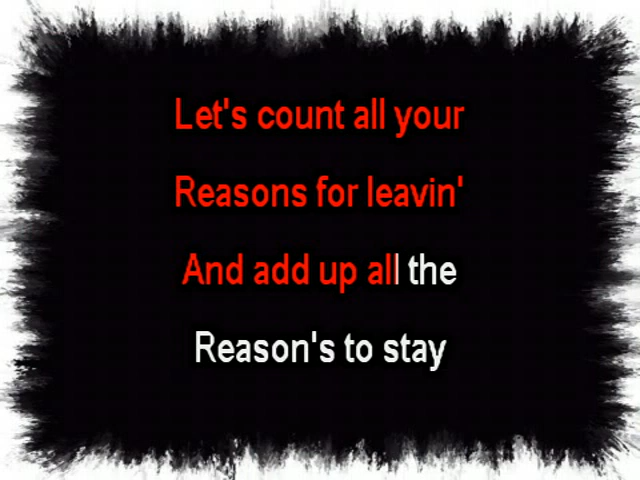 Let's count all your
Reasons for leavin'
And add up all the
Reason's to stay